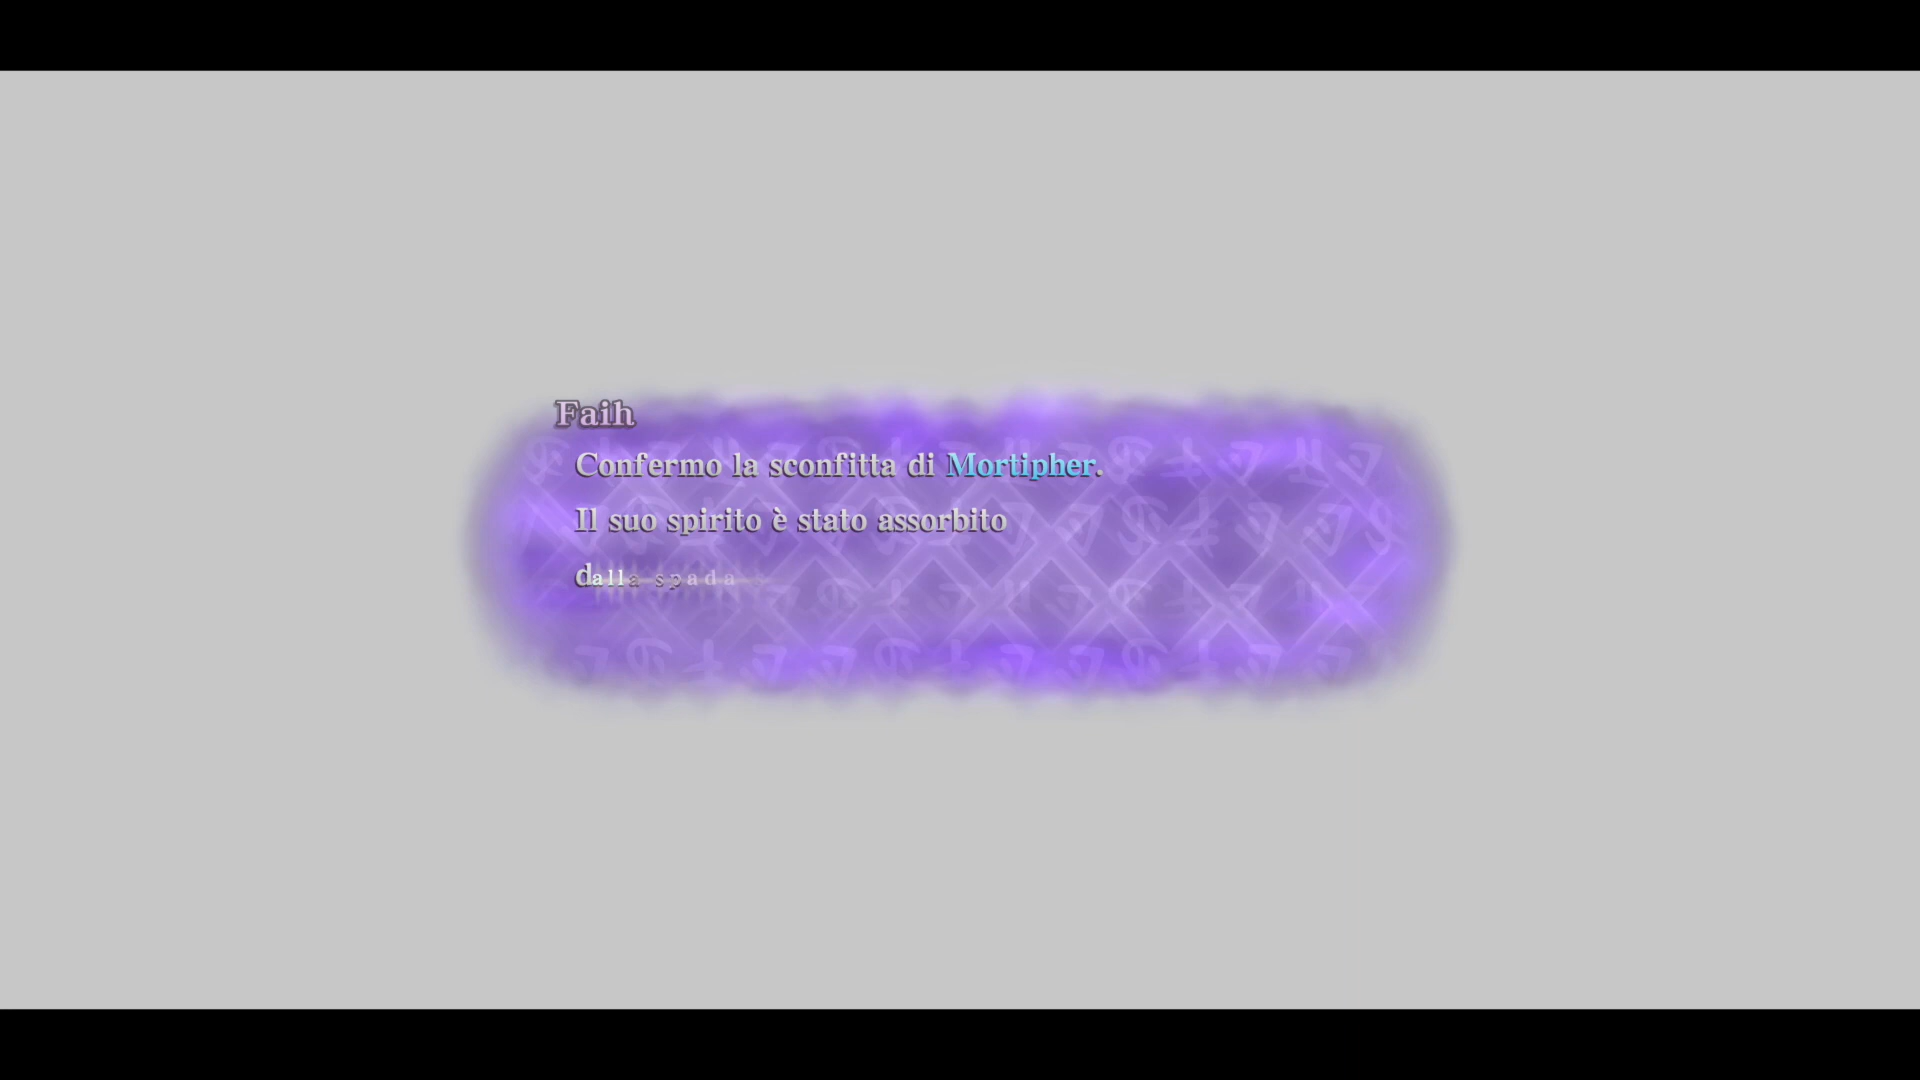 Faih
Confermo la sconfitta di Mortipher.
Il suo spirito è stato assorbito
dalla spada